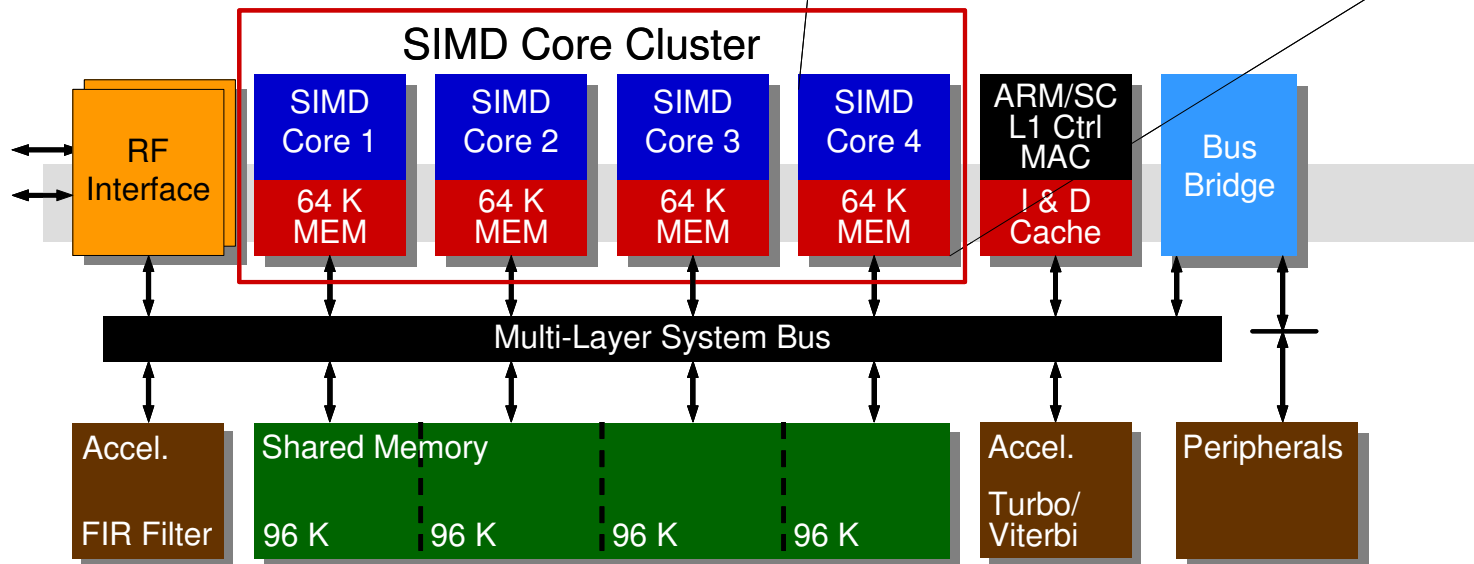 SIMD Core Cluster
RF
Interface
SIMD
Core 1
64 K
MEM
SIMD
Core 2
64 K
MEM
SIMD
Core 3
64 K
MEM
SIMD
Core 4
64 K
MEM
ARM/SC
L1 Ctrl
MAC
I & D
Cache
Bus
Bridge
Multi-Layer System Bus
Accel.
FIR Filter
Shared Memory
96 K
96 K
96 K
96 K
Accel.
Turbo/
Viterbi
Peripherals